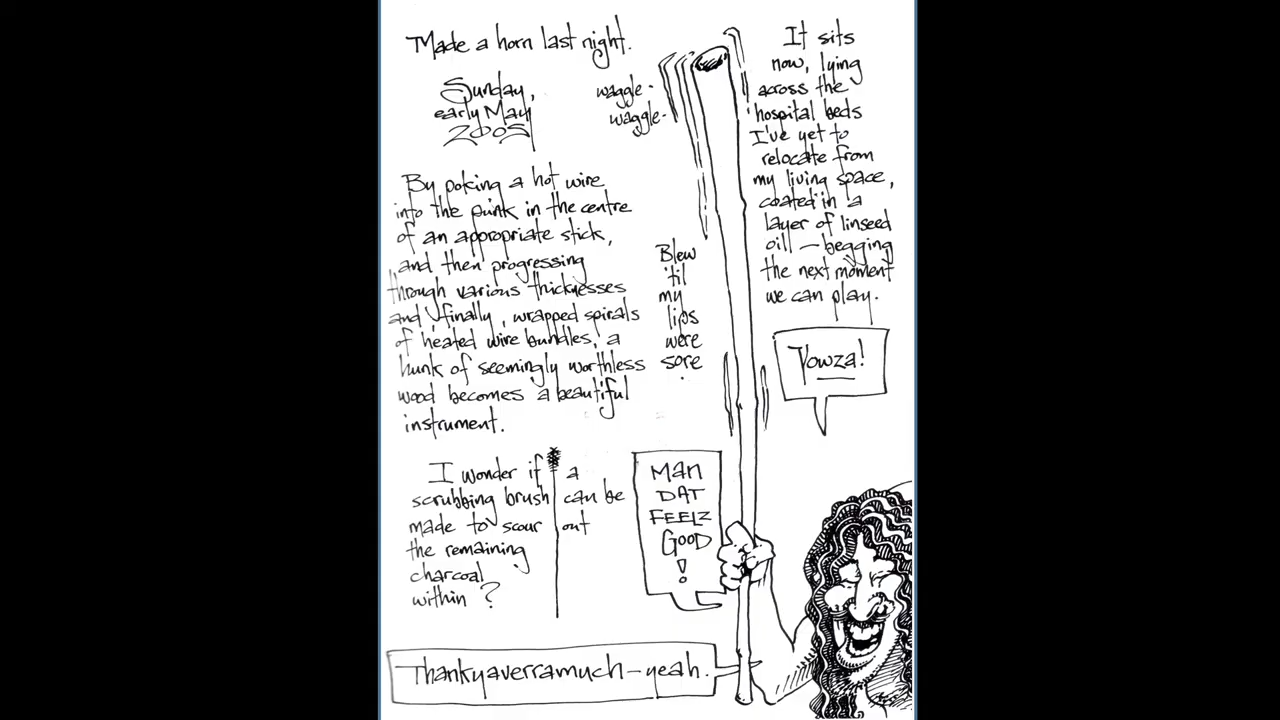 Made a horn last night.
Sunday,
early May
2005
waggle-
waggle-
By poking a hot wire
into the punk in the centre
of an appropriate stick,
and then progressing
through various thicknesses
and finally, wrapped spirals
of heated wire bundles, a
hunk of seemingly worthless
wood becomes a beautiful
instrument.
I wonder if a
scrubbing brush can be
made to scour out
the remaining
charcoal
within?
Blew
'til
my
lips
were
sore
.
It sits
now, lying
across the
hospital beds
I've yet to
relocate from
my living space,
coated in a
layer of linseed
oil — begging
the next moment
we can play.
Yowza!
MAN
DAT
FEELZ
GOOD
!
Thankyaverramuch - yeah.